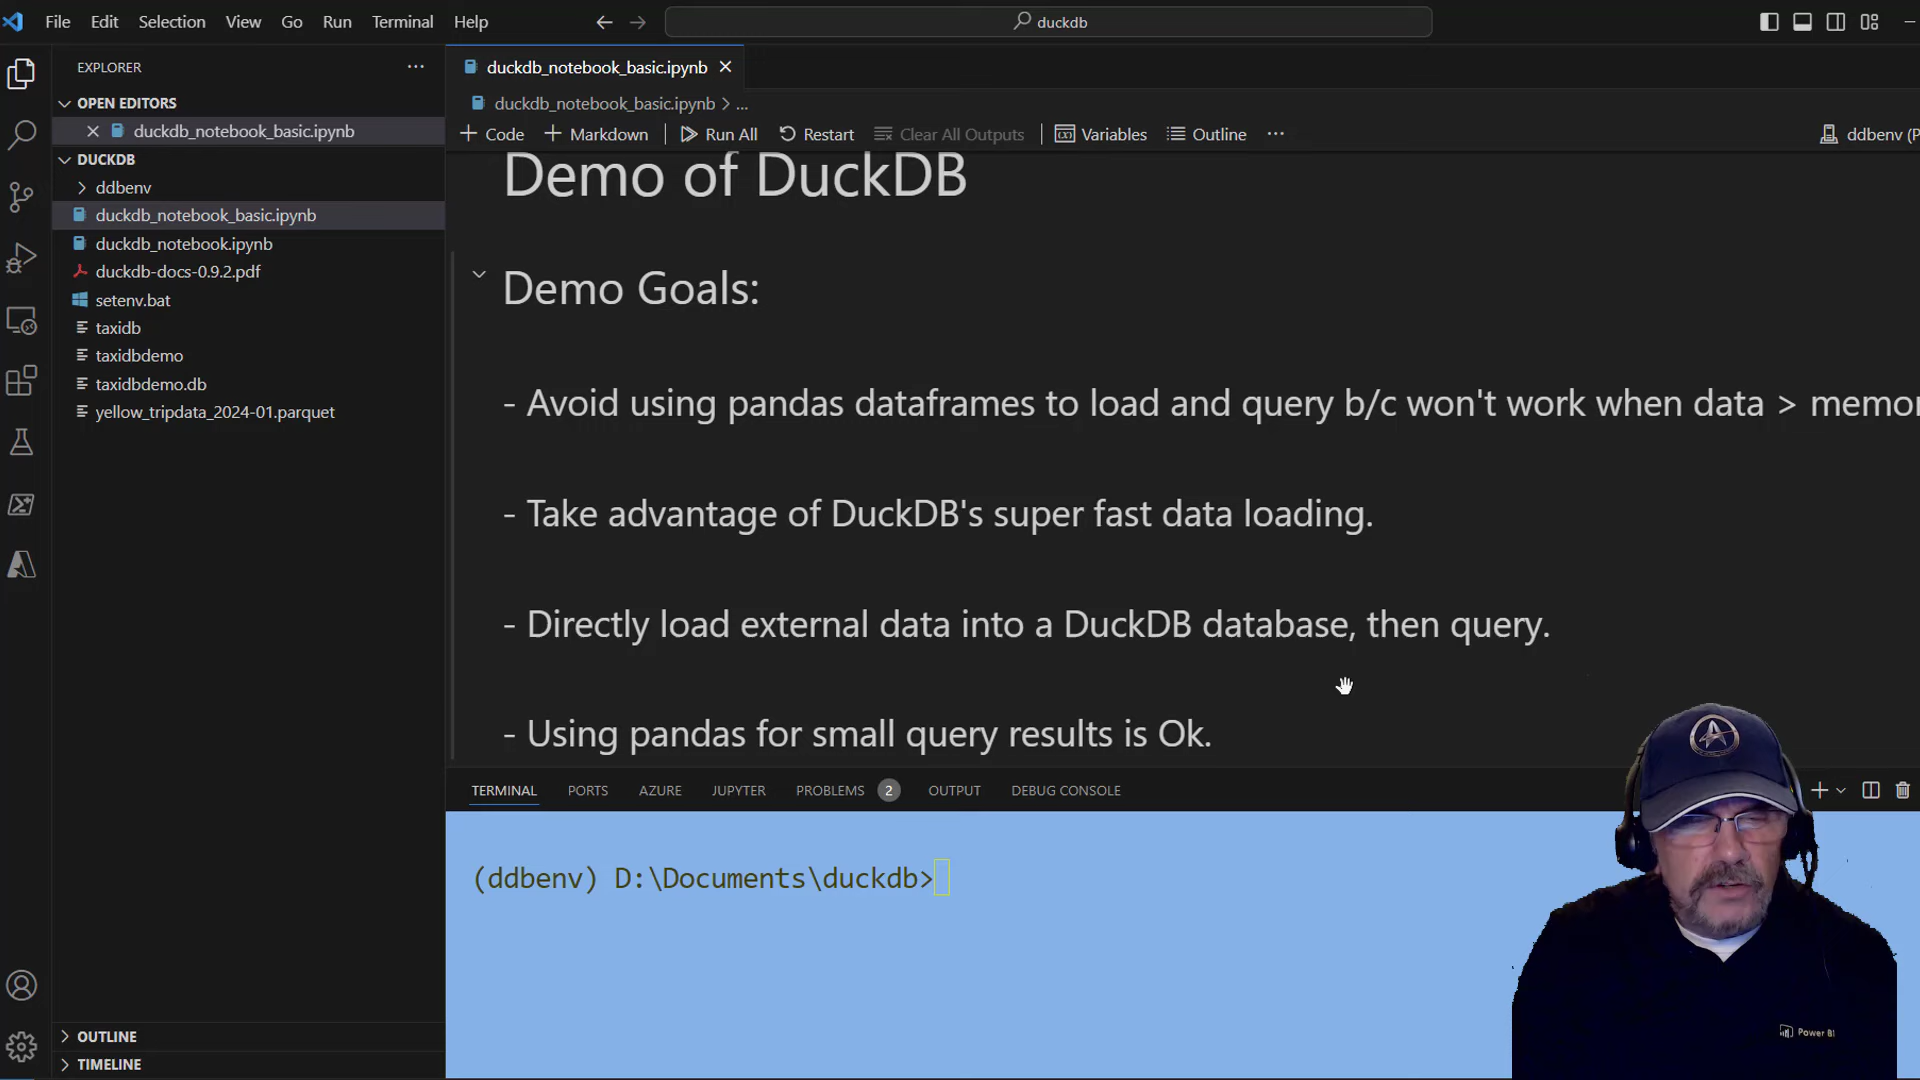 File Edit Selection View Go Run Terminal Help
duckdb
EXPLORER
OPEN EDITORS
duckdb_notebook_basic.ipynb
DUCKDB
ddbenv
duckdb_notebook_basic.ipynb
duckdb_notebook.ipynb
duckdb-docs-0.9.2.pdf
setenv.bat
taxidb
taxidbdemo
taxidbdemo.db
yellow_tripdata_2024-01.parquet
OUTLINE
TIMELINE
duckdb_notebook_basic.ipynb
duckdb_notebook_basic.ipynb > ...
+ Code + Markdown Run All Restart Clear All Outputs Variables Outline ... ddbenv (P
Demo of DuckDB
Demo Goals:
- Avoid using pandas dataframes to load and query b/c won't work when data > memor
- Take advantage of DuckDB's super fast data loading.
- Directly load external data into a DuckDB database, then query.
- Using pandas for small query results is Ok.
TERMINAL PORTS AZURE JUPYTER PROBLEMS 2 OUTPUT DEBUG CONSOLE
(ddbenv) D:\Documents\duckdb>
Power BI